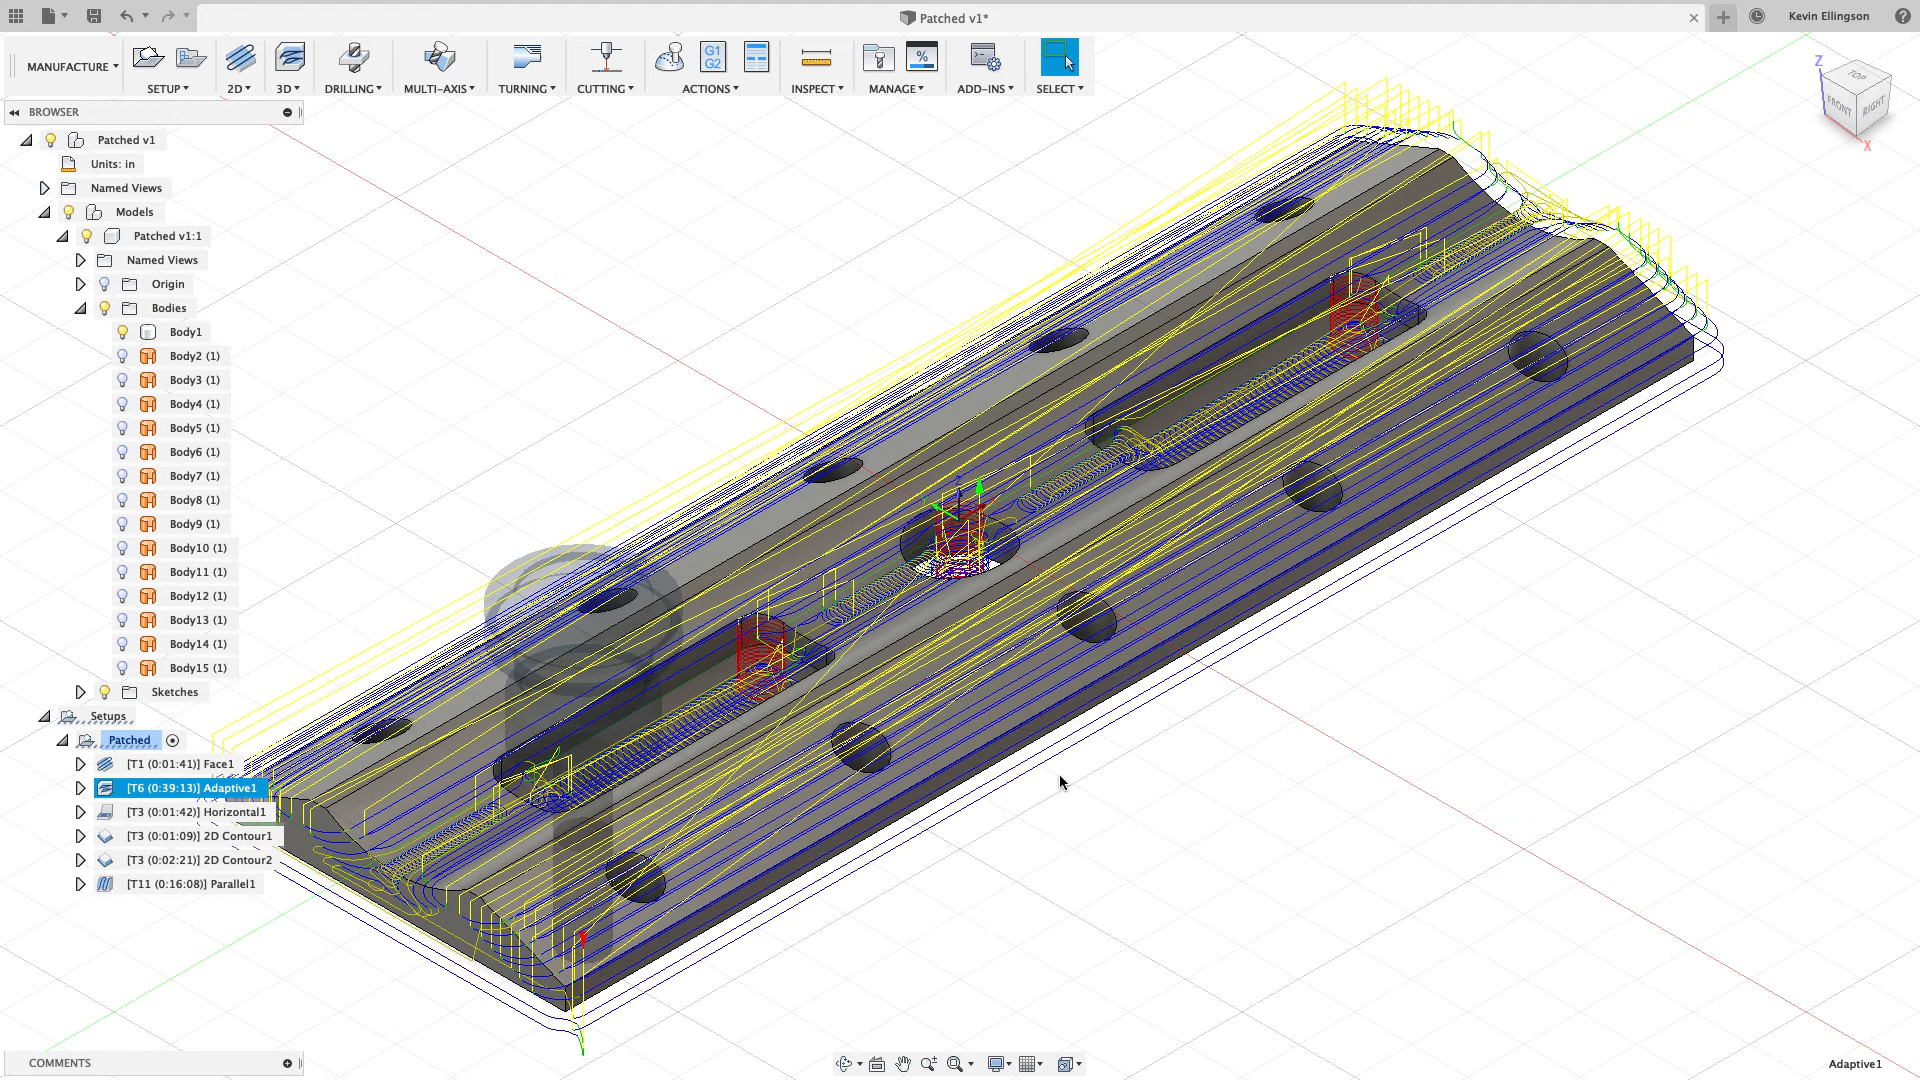 Patched v1*
Kevin Ellingson
MANUFACTURE
SETUP
2D
3D
DRILLING
MULTI-AXIS
TURNING
CUTTING
G1
G2
ACTIONS
INSPECT
%
MANAGE
ADD-INS
SELECT
Z
TOP
FRONT
RIGHT
X
BROWSER
Patched v1
Units: in
Named Views
Models
Patched v1:1
Named Views
Origin
Bodies
Body1
Body2 (1)
Body3 (1)
Body4 (1)
Body5 (1)
Body6 (1)
Body7 (1)
Body8 (1)
Body9 (1)
Body10 (1)
Body11 (1)
Body12 (1)
Body13 (1)
Body14 (1)
Body15 (1)
Sketches
Setups
Patched
[T1 (0:01:41)] Face1
[T6 (0:39:13)] Adaptive1
[T3 (0:01:42)] Horizontal1
[T3 (0:01:09)] 2D Contour1
[T3 (0:02:21)] 2D Contour2
[T11 (0:16:08)] Parallel1
COMMENTS
Adaptive1